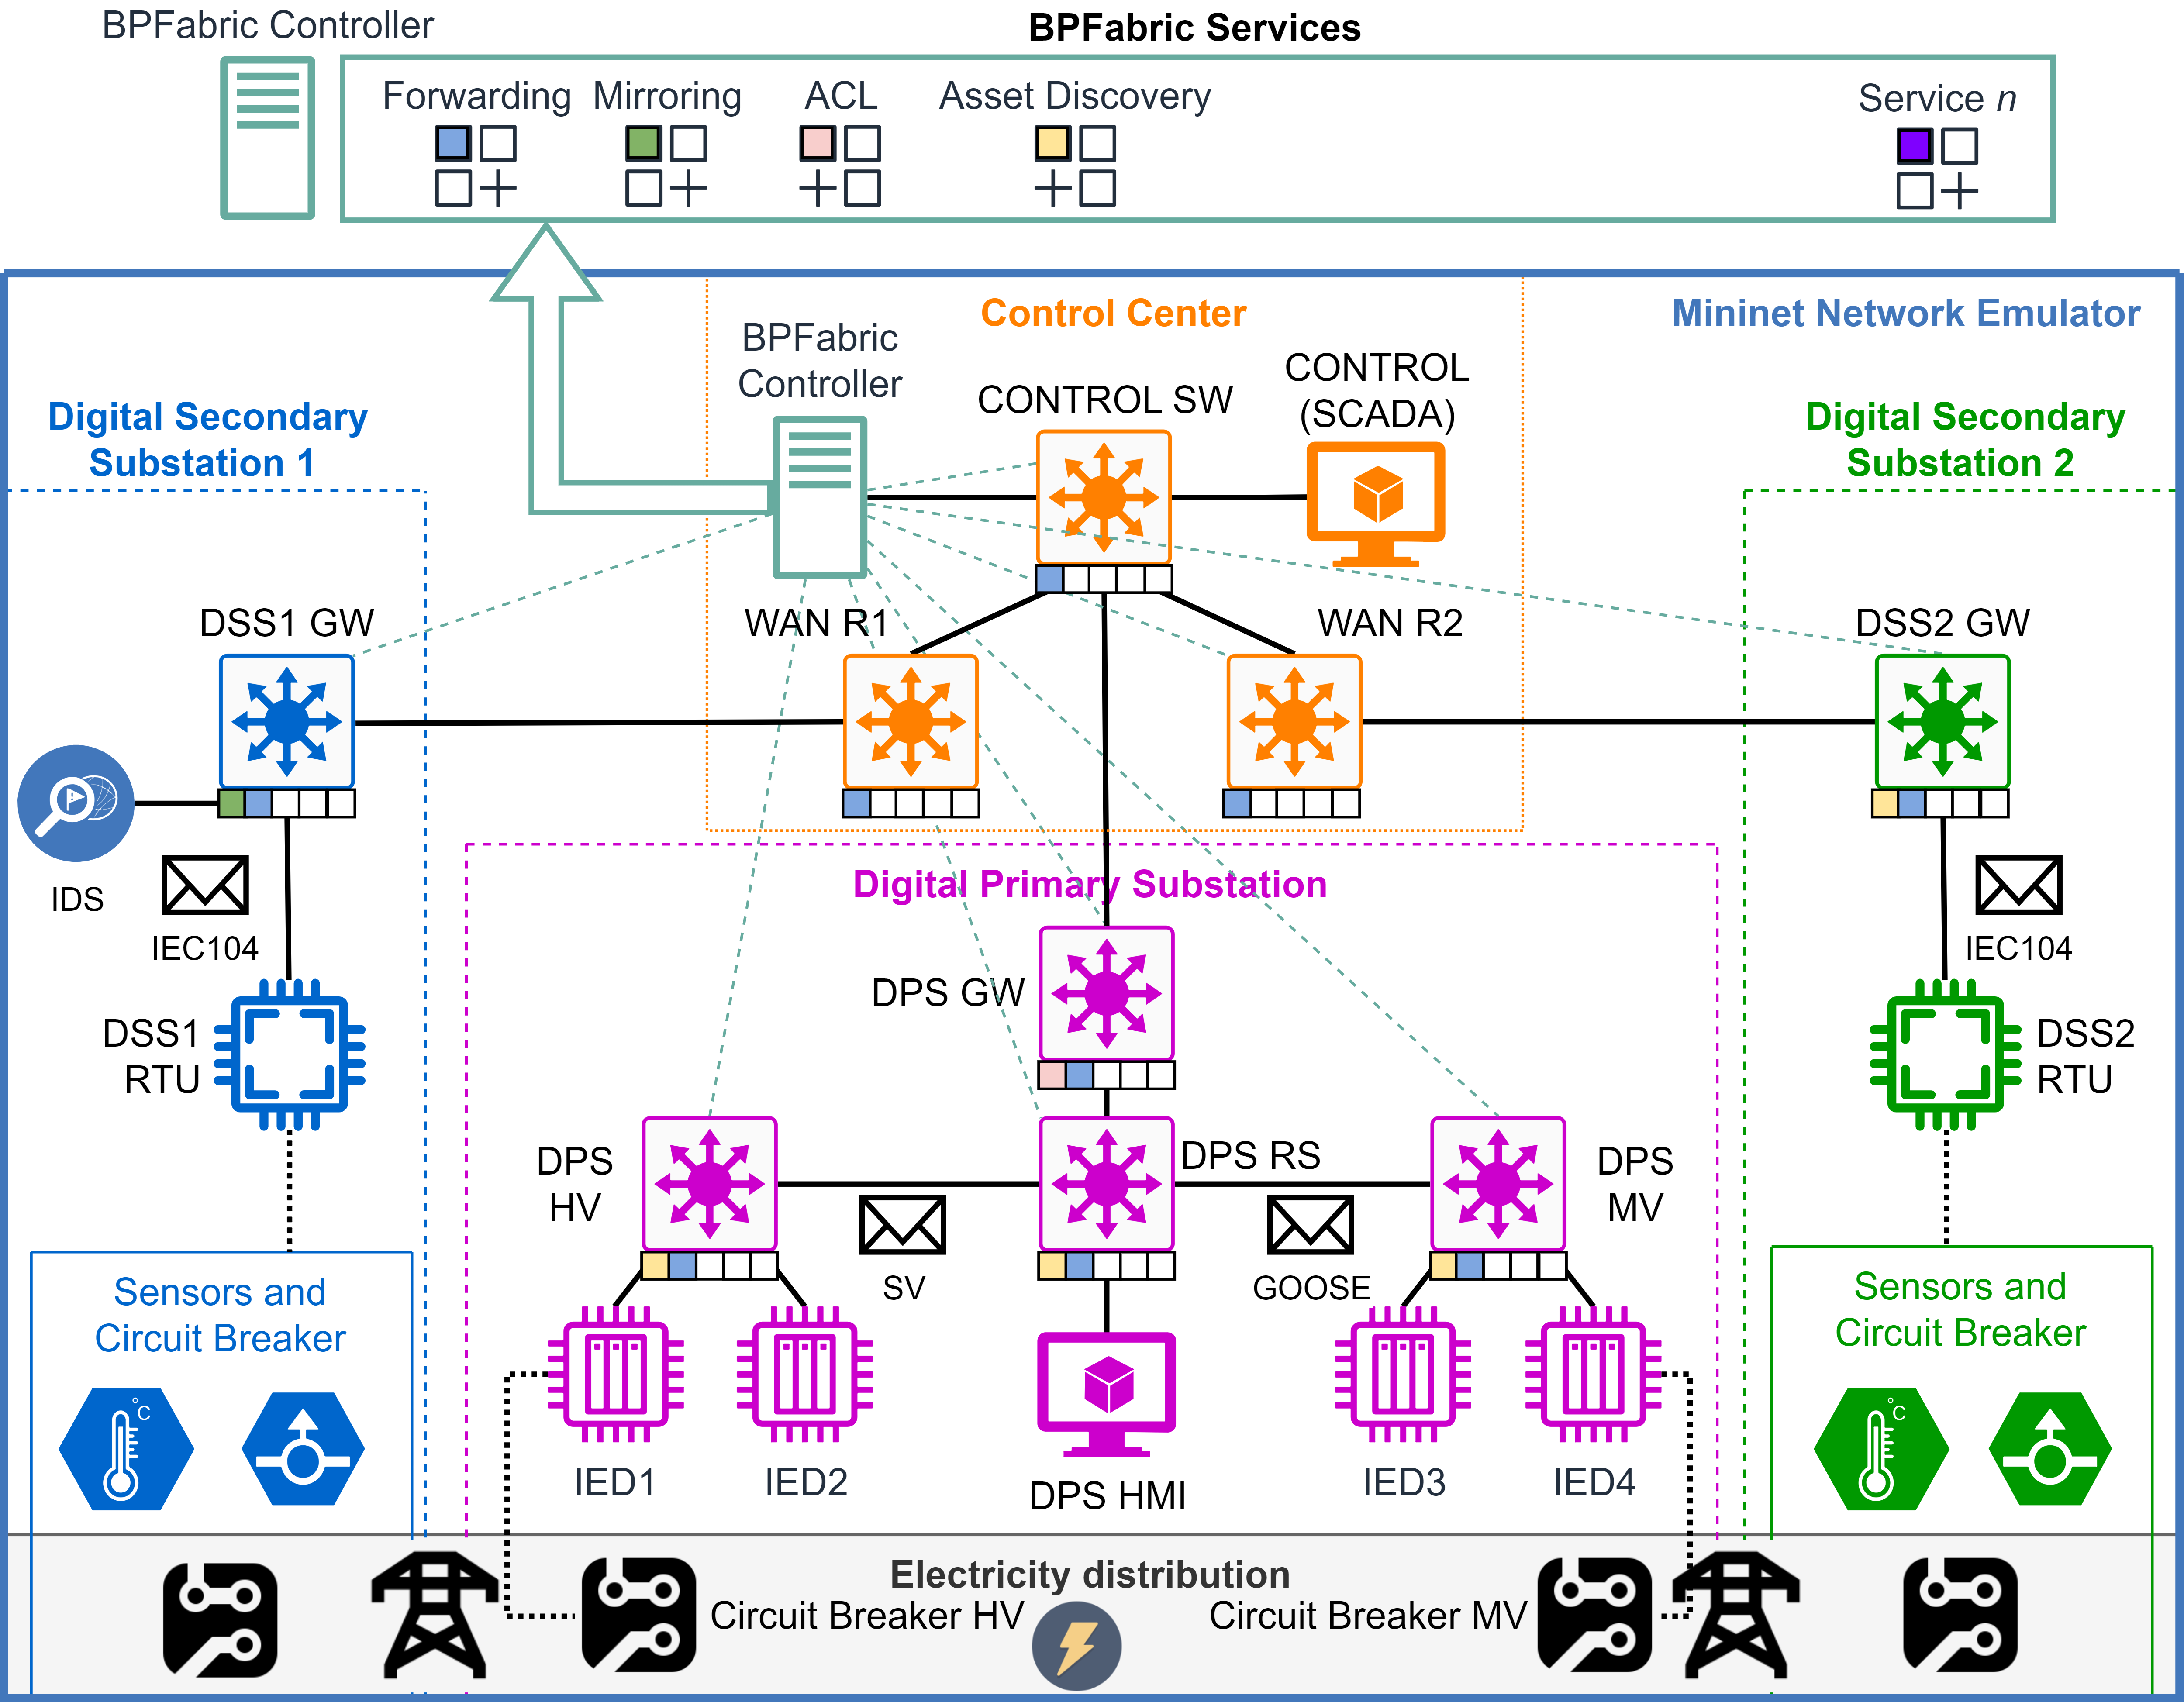 BPFabric Controller
BPFabric Services
Forwarding
Mirroring
ACL
Asset Discovery
Service n
Control Center
Mininet Network Emulator
BPFabric
Controller
CONTROL SW
CONTROL
(SCADA)
Digital Secondary
Substation 1
Digital Secondary
Substation 2
DSS1 GW
WAN R1
WAN R2
DSS2 GW
IDS
IEC104
Digital Primary Substation
IEC104
DPS GW
DSS1
RTU
DSS2
RTU
DPS
HV
DPS RS
DPS
MV
SV
GOOSE
Sensors and
Circuit Breaker
Sensors and
Circuit Breaker
°C
°C
IED1
IED2
DPS HMI
IED3
IED4
Electricity distribution
Circuit Breaker HV
Circuit Breaker MV